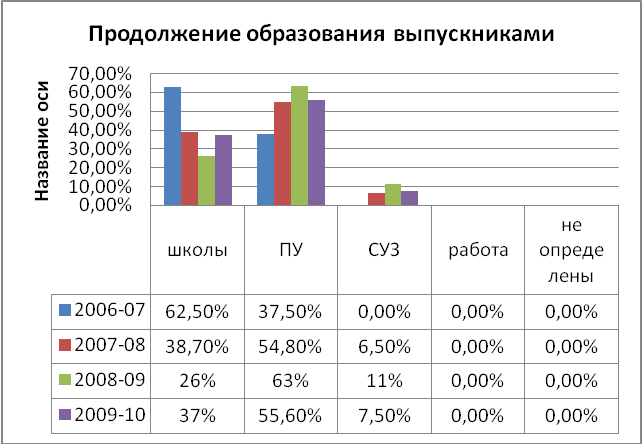 Продолжение образования выпускниками
Название оси
70,00%
60,00%
50,00%
40,00%
30,00%
20,00%
10,00%
0,00%
школы ПУ СУЗ работа не опреде лены
2006-07 62,50% 37,50% 0,00% 0,00% 0,00%
2007-08 38,70% 54,80% 6,50% 0,00% 0,00%
2008-09 26% 63% 11% 0,00% 0,00%
2009-10 37% 55,60% 7,50% 0,00% 0,00%